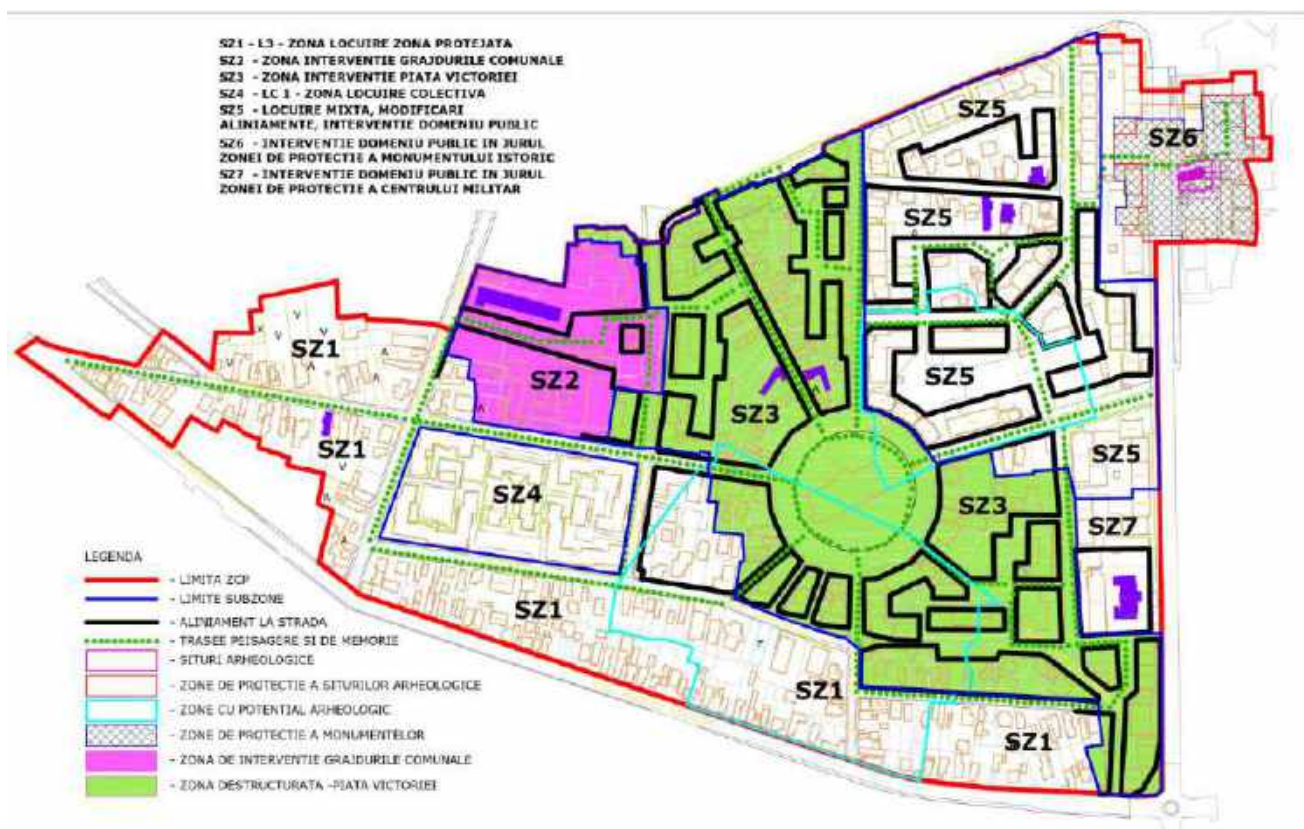 SZ1 - L3 - ZONA LOCUIRE ZONA PROTEJATA
SZ2 - ZONA INTERVENTIE GRAJDURILE COMUNALE
SZ3 - ZONA INTERVENTIE PIATA VICTORIEI
SZ4 - LC 1 - ZONA LOCUIRE COLECTIVA
SZ5 - LOCUIRE MIXTA, MODIFICARI
ALINIAMENTE, INTERVENTIE DOMENIU PUBLIC
SZ6 - INTERVENTIE DOMENIU PUBLIC IN JURUL
ZONEI DE PROTECTIE A MONUMENTULUI ISTORIC
SZ7 - INTERVENTIE DOMENIU PUBLIC IN JURUL
ZONEI DE PROTECTIE A CENTRULUI MILITAR
SZ5
SZ6
SZ5
SZ1
SZ2
SZ5
SZ3
SZ1
SZ5
SZ4
SZ3
SZ7
SZ1
SZ1
SZ1
LEGENDA
- LIMITA ZCP
- LIMITE SUBZONE
- ALINIAMENT LA STRADA
- TRASEE PEISAGERE SI DE MEMORIE
- SITURI ARHEOLOGICE
- ZONE DE PROTECTIE A SITURILOR ARHEOLOGICE
- ZONE CU POTENTIAL ARHEOLOGIC
- ZONE DE PROTECTIE A MONUMENTELOR
- ZONA DE INTERVENTIE GRAJDURILE COMUNALE
- ZONA DESTRUCTURATA -PIATA VICTORIEI